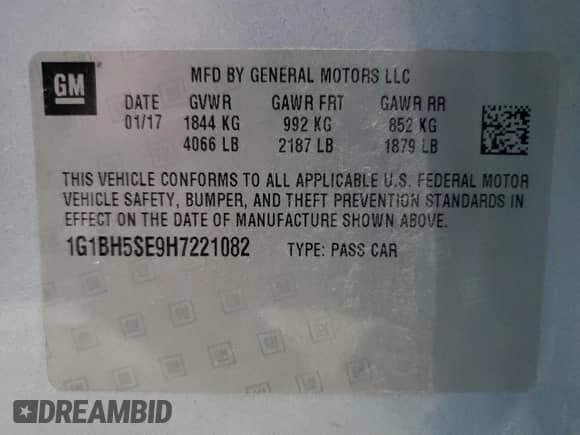 GM
MFD BY GENERAL MOTORS LLC
DATE GVWR GAWR FRT GAWR RR
01/17 1844 KG 992 KG 852 KG
4066 LB 2187 LB 1879 LB
THIS VEHICLE CONFORMS TO ALL APPLICABLE U.S. FEDERAL MOTOR
VEHICLE SAFETY, BUMPER, AND THEFT PREVENTION STANDARDS IN
EFFECT ON THE DATE OF MANUFACTURE SHOWN ABOVE.
1G1BH5SE9H7221082 TYPE: PASS CAR
DREAMBID